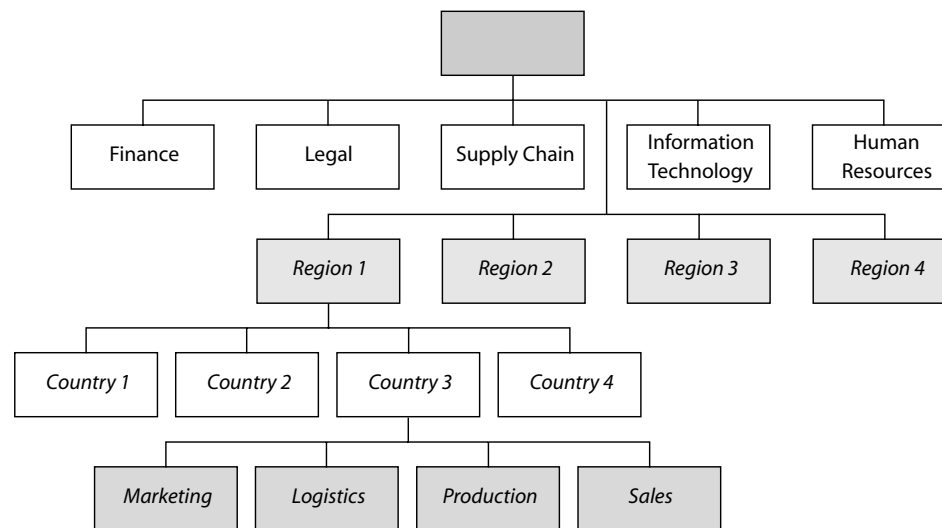 Finance
Legal
Supply Chain
Information
Technology
Human
Resources
Region 1
Region 2
Region 3
Region 4
Country 1
Country 2
Country 3
Country 4
Marketing
Logistics
Production
Sales